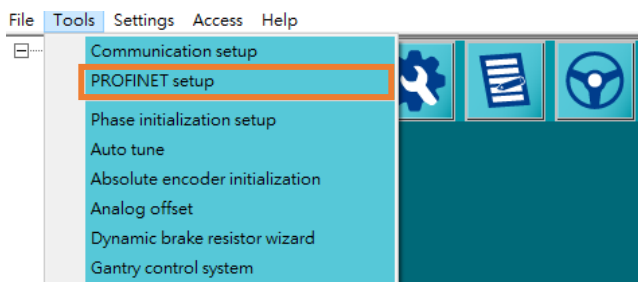 File Tools Settings Access Help
Communication setup
PROFINET setup
Phase initialization setup
Auto tune
Absolute encoder initialization
Analog offset
Dynamic brake resistor wizard
Gantry control system